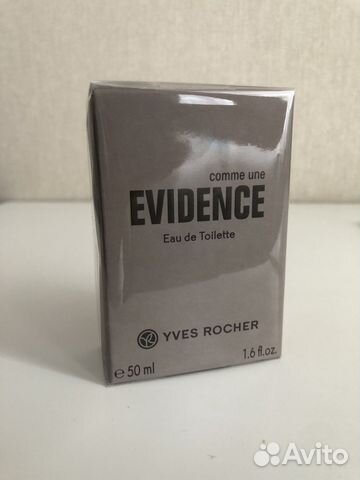 comme une
EVIDENCE
Eau de Toilette
YVES ROCHER
e 50 ml 1.6 fl.oz.
Avito